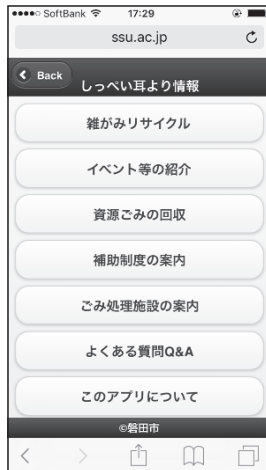 SoftBank 17:29
ssu.ac.jp
Back
しっぺい耳より情報
雑がみリサイクル
イベント等の紹介
資源ごみの回収
補助制度の案内
ごみ処理施設の案内
よくある質問Q&A
このアプリについて
©磐田市